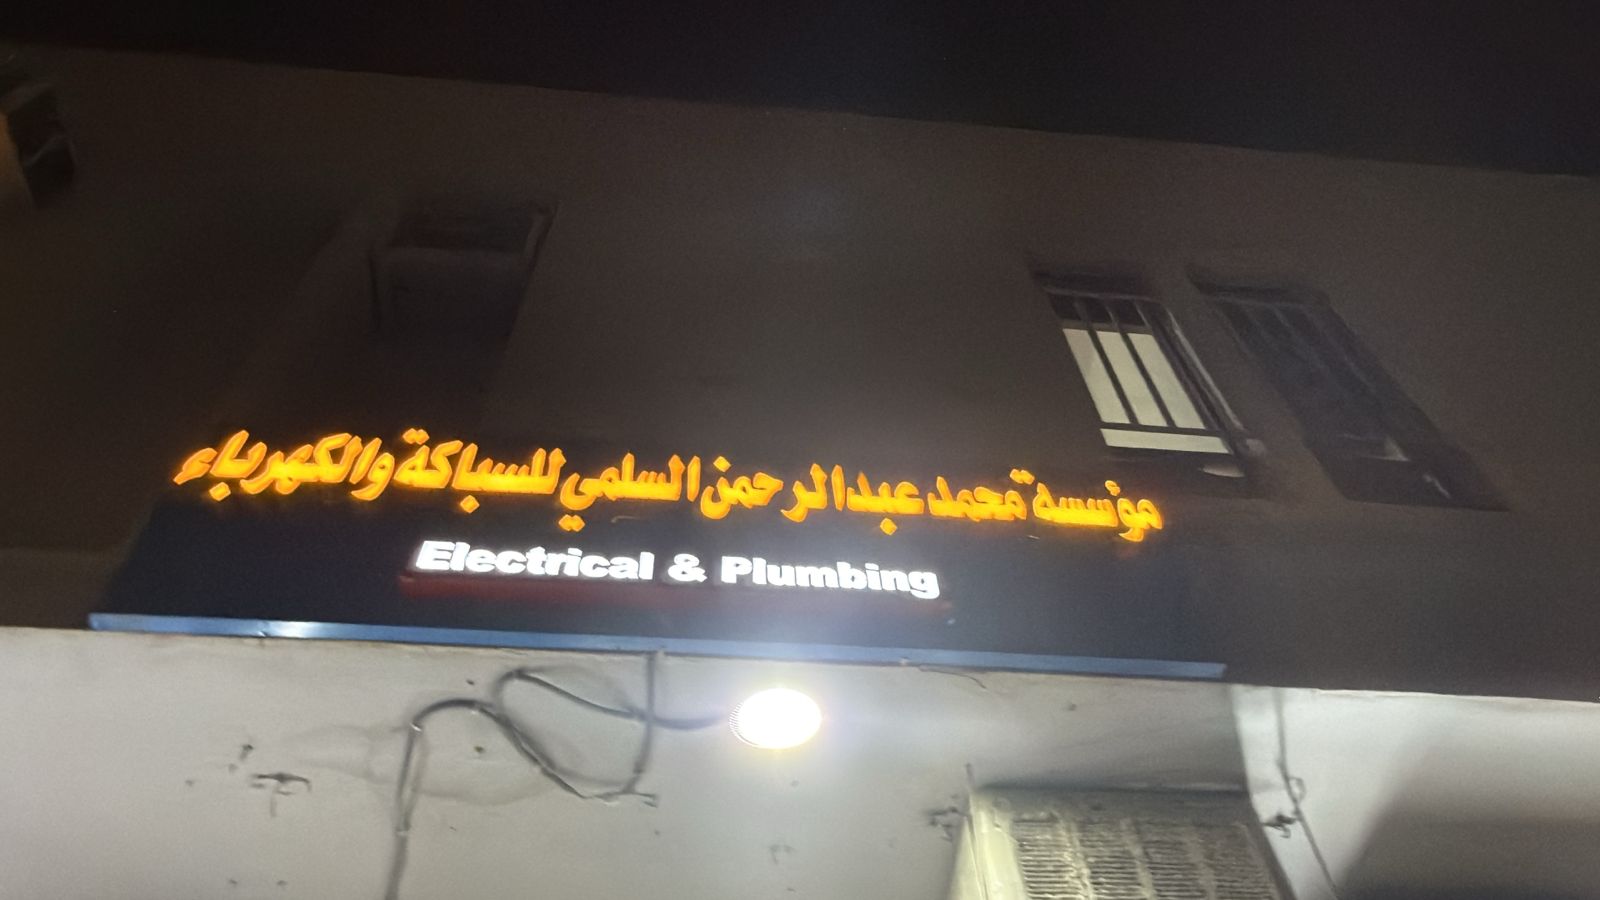 مؤسسة محمد عبدالرحمن السلمي للسباكة والكهرباء
Electrical & Plumbing